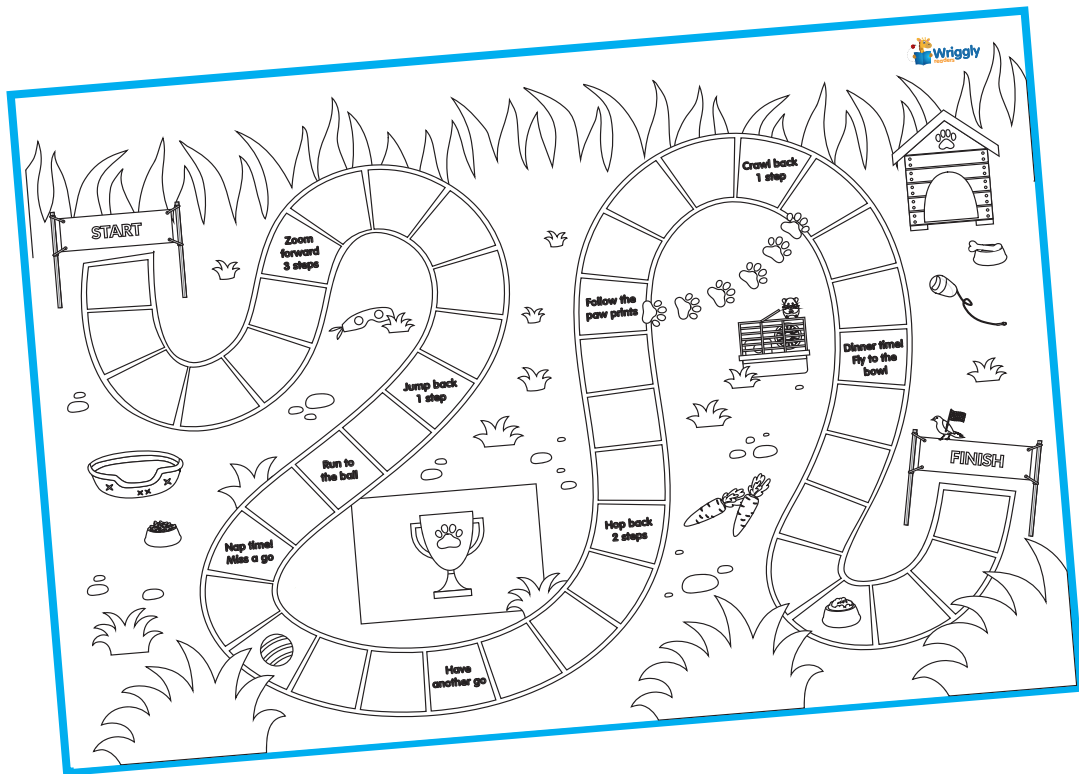 Wriggly
Readers
START
Zoom
forward
3 steps
Jump back
1 step
Run to
the ball
Nap time!
Miss a go
Have
another go
Hop back
2 steps
Follow the
paw prints
Crawl back
1 step
Dinner time!
Fly to the
bowl
FINISH